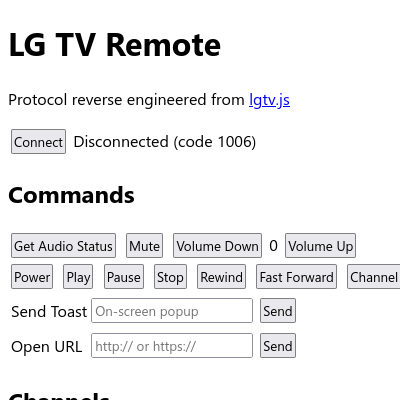 LG TV Remote
Protocol reverse engineered from lgtv.js
Connect Disconnected (code 1006)
Commands
Get Audio Status Mute Volume Down 0 Volume Up
Power Play Pause Stop Rewind Fast Forward Channel
Send Toast On-screen popup Send
Open URL http:// or https:// Send
Channels